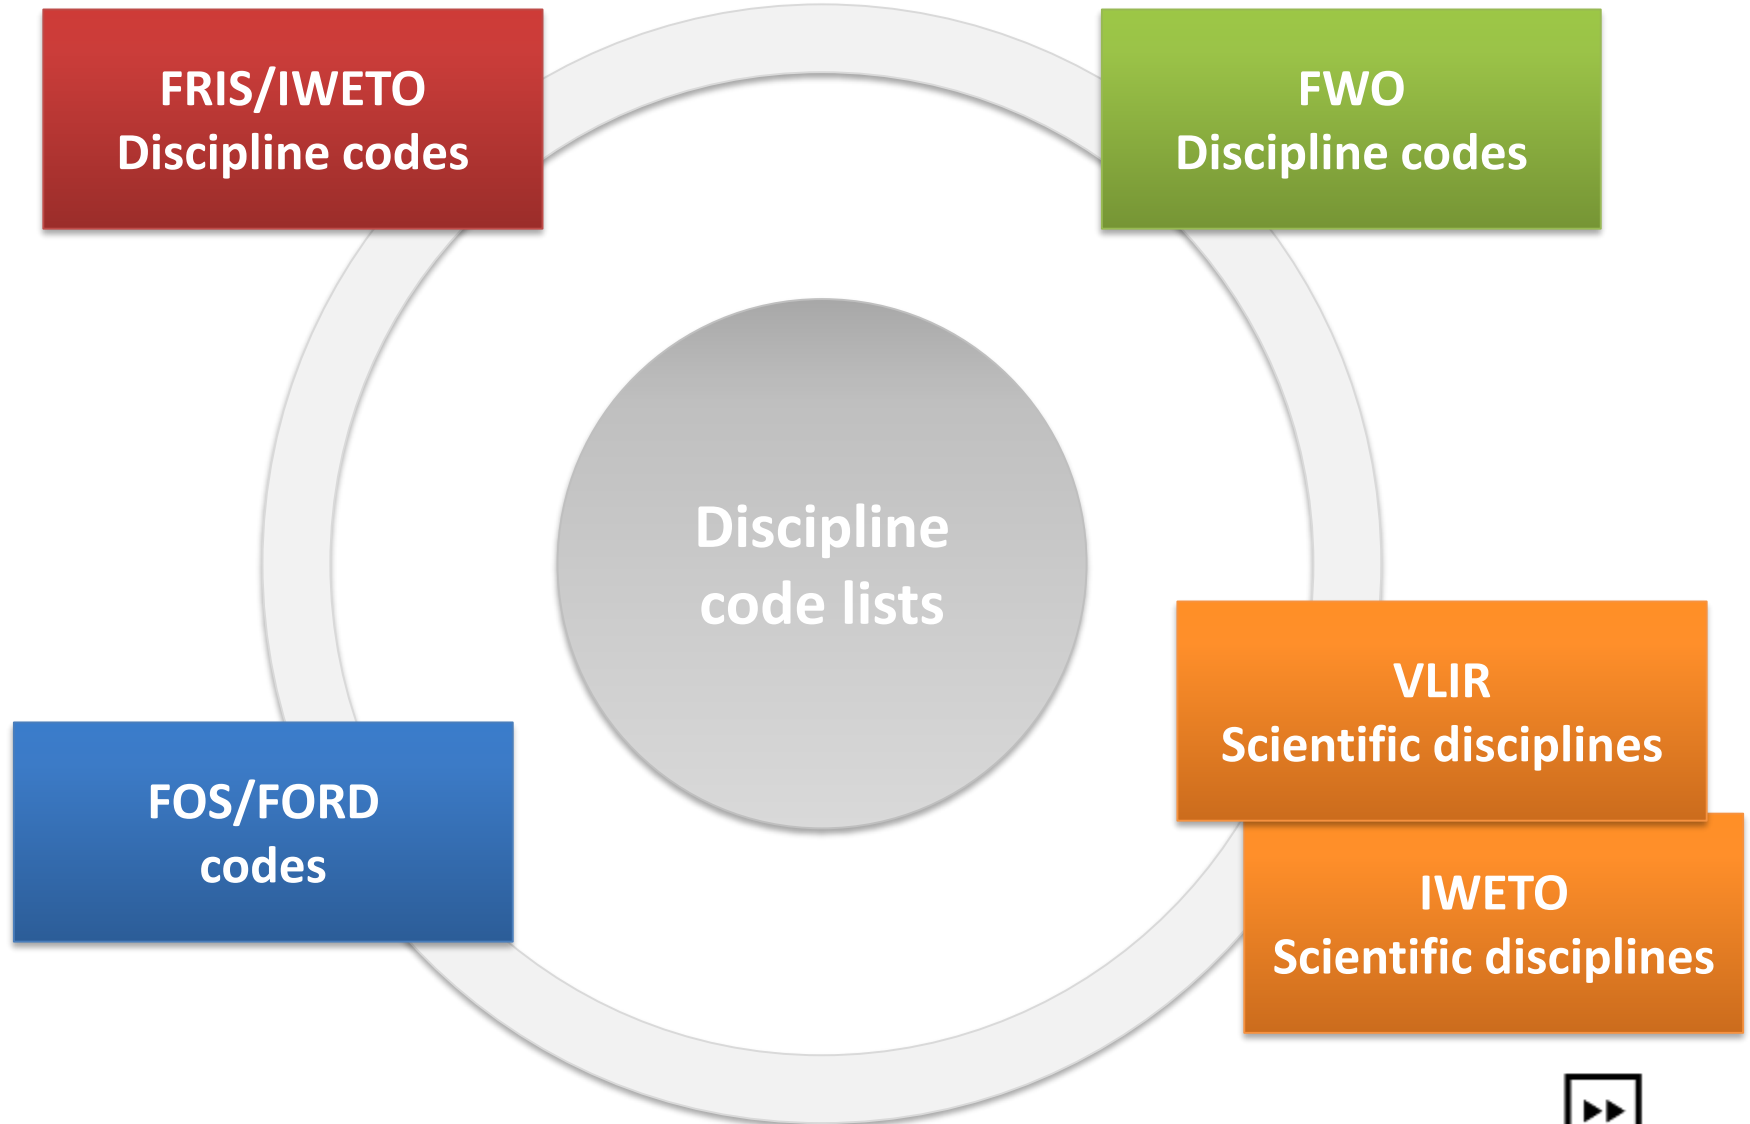 FRIS/IWETO
Discipline codes
FWO
Discipline codes
Discipline
code lists
VLIR
Scientific disciplines
FOS/FORD
codes
IWETO
Scientific disciplines